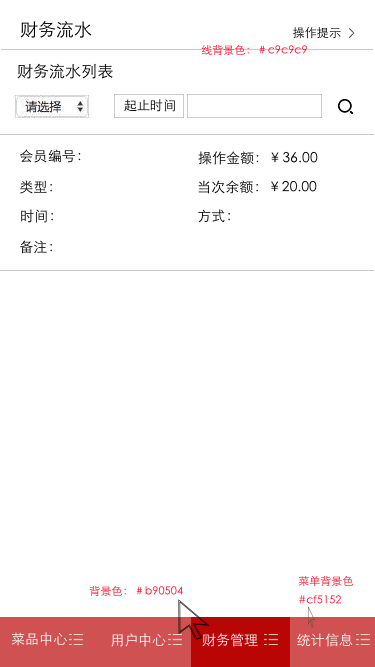 财务流水
操作提示
线背景色：＃c9c9c9
财务流水列表
请选择
起止时间
会员编号：
操作金额：￥36.00
类型：
当次余额：￥20.00
时间：
方式：
备注：
背景色：＃b90504
菜单背景色
#cf5152
菜品中心
用户中心
财务管理
统计信息